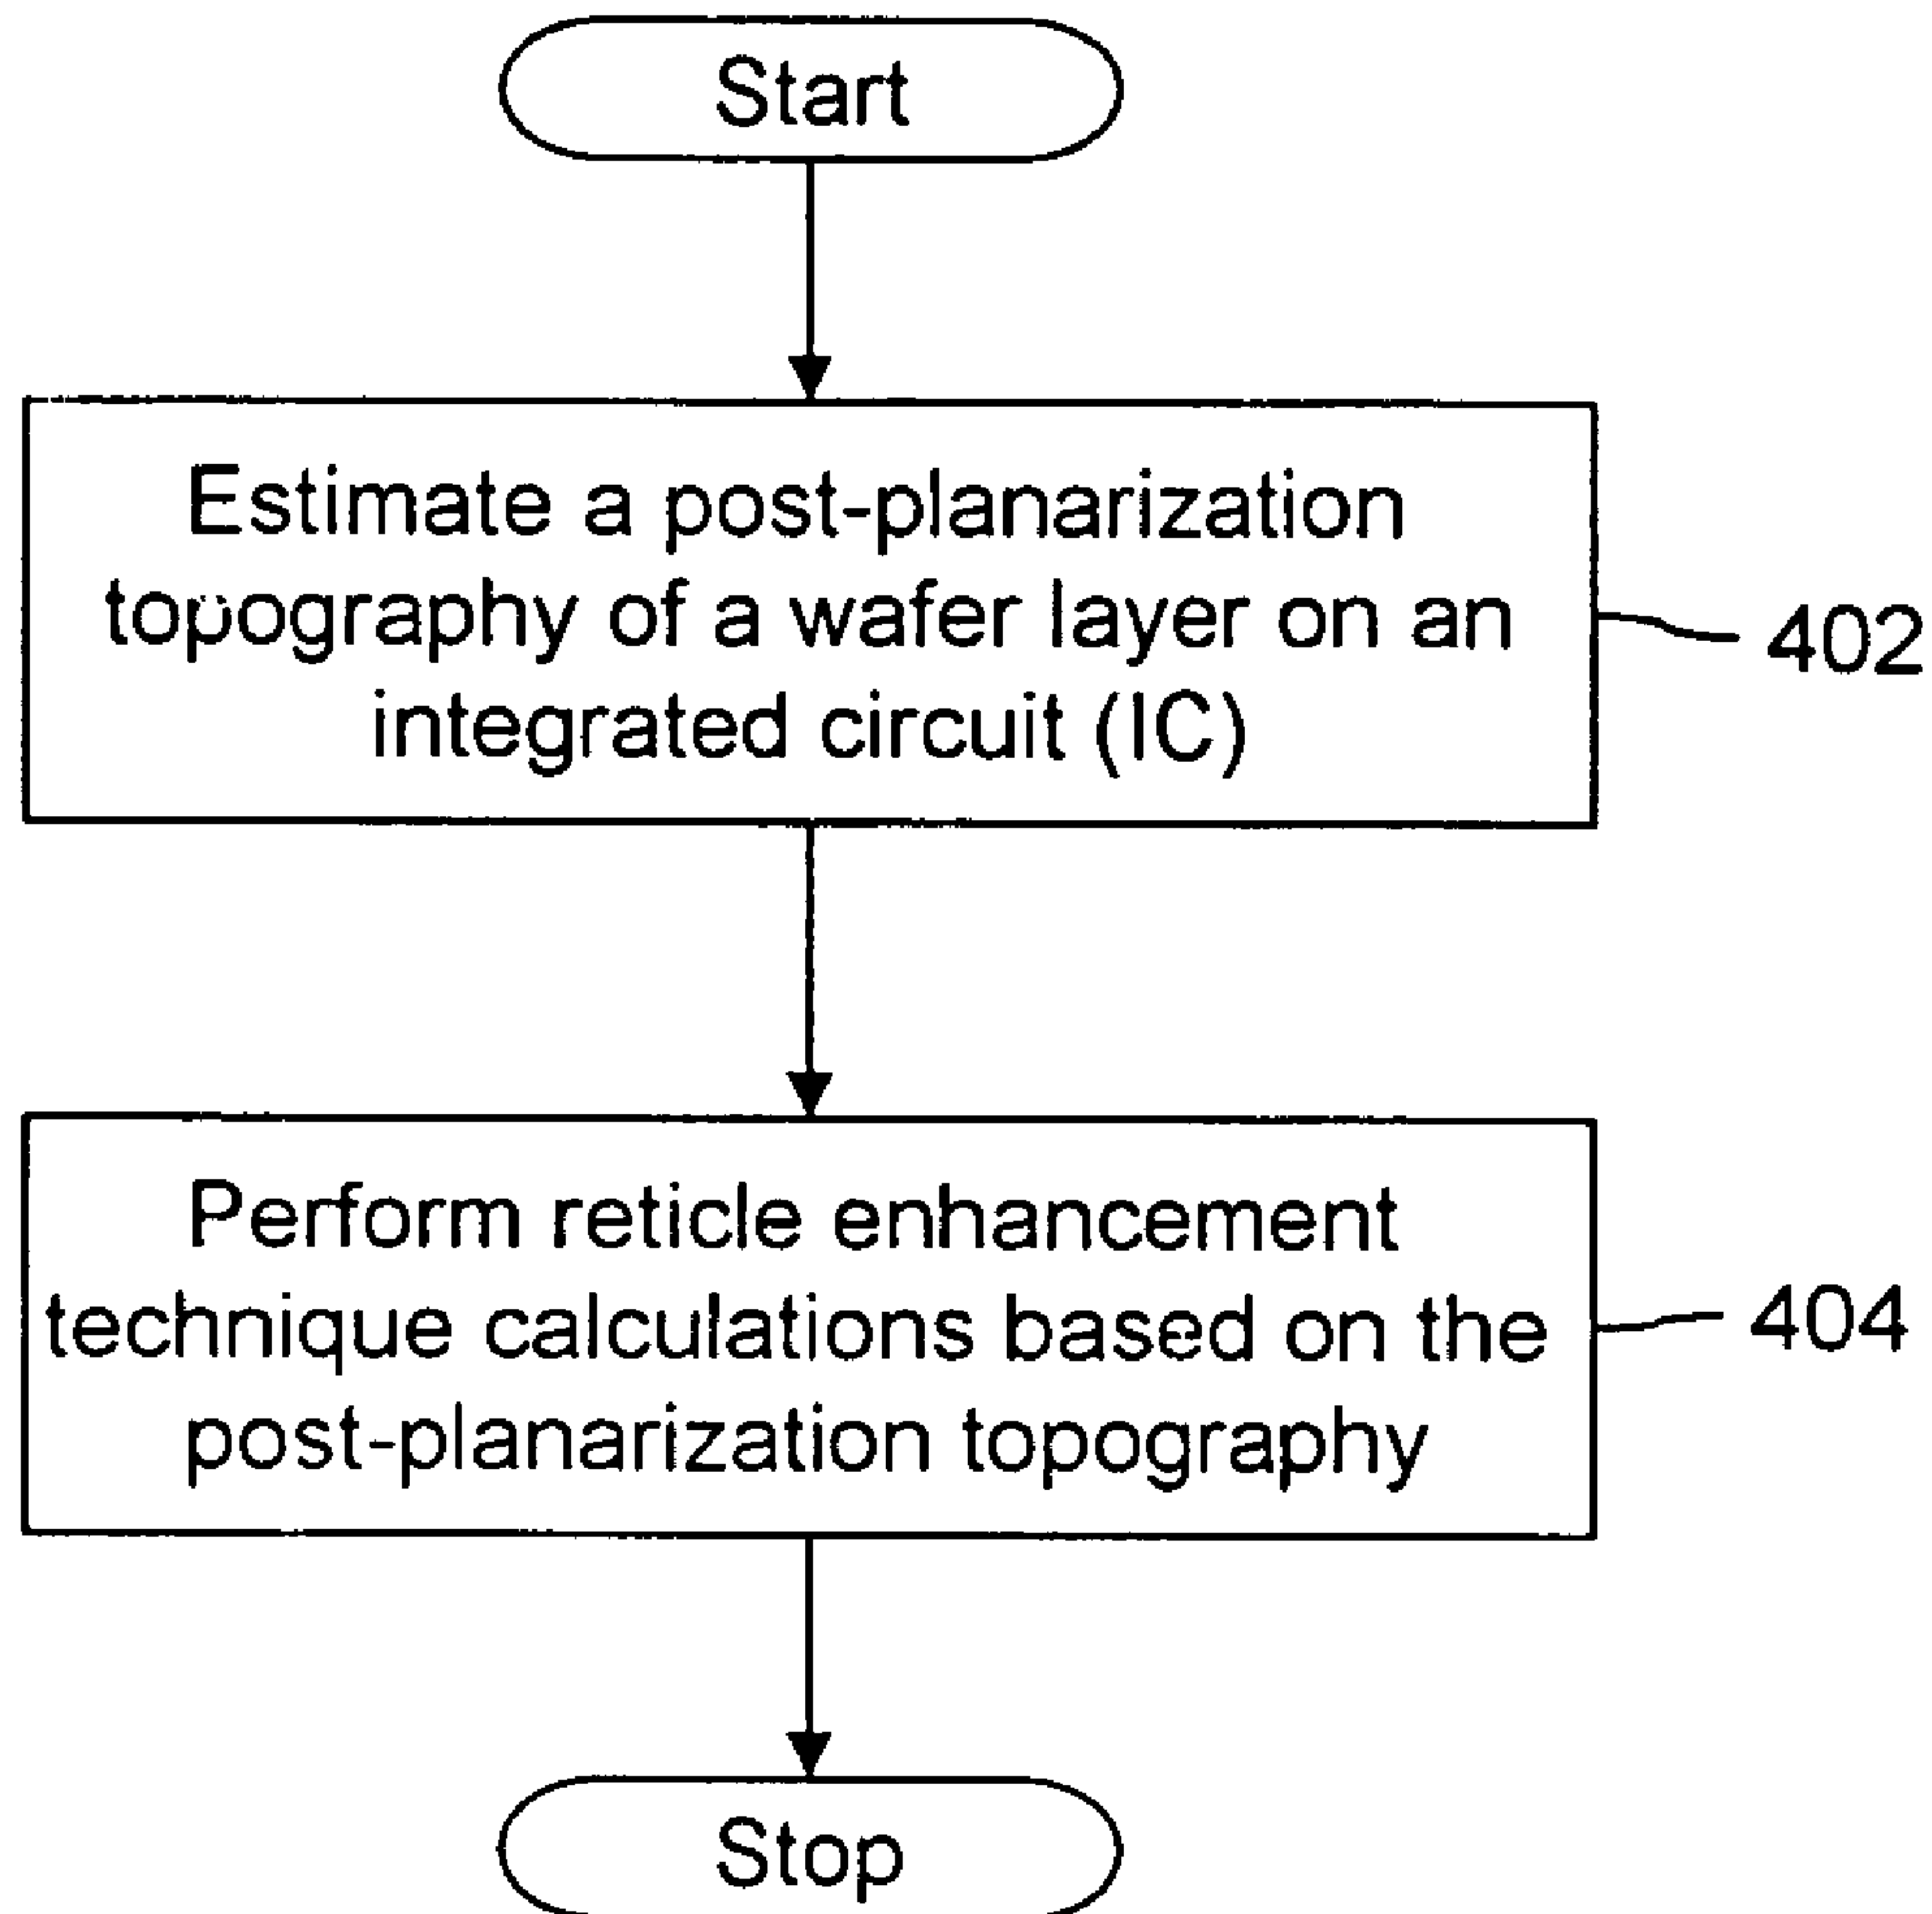 Start
Estimate a post-planarization
topography of a wafer layer on an
integrated circuit (IC)
402
Perform reticle enhancement
technique calculations based on the
post-planarization topography
404
Stop